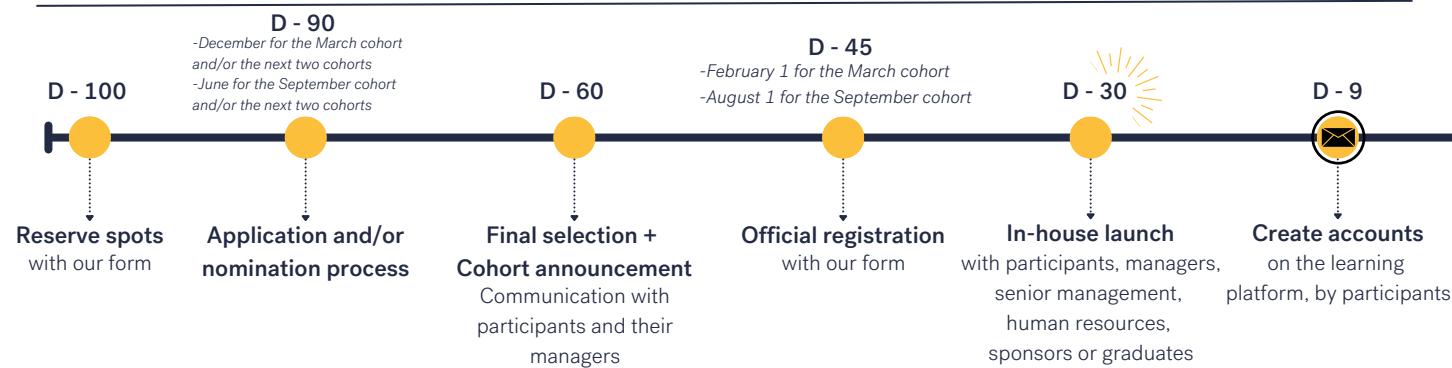 D - 100
Reserve spots
with our form
D - 90
-December for the March cohort
and/or the next two cohorts
-June for the September cohort
and/or the next two cohorts
Application and/or
nomination process
D - 60
Final selection +
Cohort announcement
Communication with
participants and their
managers
D - 45
-February 1 for the March cohort
-August 1 for the September cohort
Official registration
with our form
D - 30
In-house launch
with participants, managers,
senior management,
human resources,
sponsors or graduates
D - 9
Create accounts
on the learning
platform, by participants